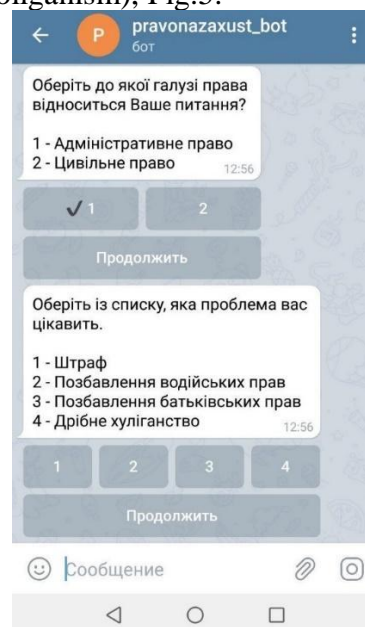 pravonazaxust_bot
P
бот
Оберіть до якої галузі права
відноситься Ваше питання?
1 - Адміністративне право
2 - Цивільне право
12:56
✓ 1
2
Продолжить
Оберіть із списку, яка проблема вас
цікавить.
1 - Штраф
2 - Позбавлення водійських прав
3 - Позбавлення батьківських прав
4 - Дрібне хуліганство
12:56
1
2
3
4
Продолжить
Сообщение